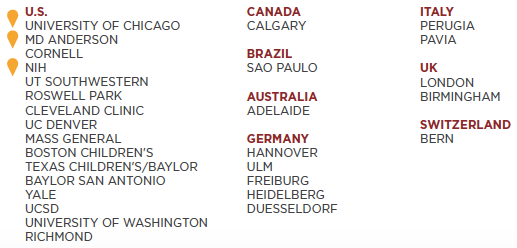 U.S.
UNIVERSITY OF CHICAGO
MD ANDERSON
CORNELL
NIH
UT SOUTHWESTERN
ROSWELL PARK
CLEVELAND CLINIC
UC DENVER
MASS GENERAL
BOSTON CHILDREN'S
TEXAS CHILDREN'S/BAYLOR
BAYLOR SAN ANTONIO
YALE
UCSD
UNIVERSITY OF WASHINGTON
RICHMOND
CANADA
CALGARY
BRAZIL
SAO PAULO
AUSTRALIA
ADELAIDE
GERMANY
HANNOVER
ULM
FREIBURG
HEIDELBERG
DUESSELDORF
ITALY
PERUGIA
PAVIA
UK
LONDON
BIRMINGHAM
SWITZERLAND
BERN